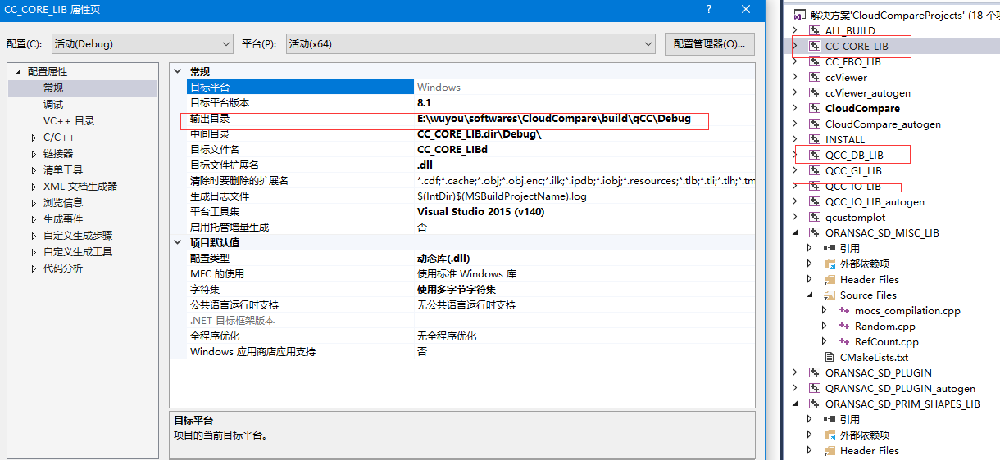 CC_CORE_LIB 属性页
?
配置(C):
活动(Debug)
平台(P):
活动(x64)
配置管理器(O)...
配置属性
常规
调试
VC++ 目录
C/C++
链接器
清单工具
XML 文档生成器
浏览信息
生成事件
自定义生成步骤
自定义生成工具
代码分析
常规
目标平台 Windows
目标平台版本 8.1
输出目录 E:\wuyou\softwares\CloudCompare\build\qCC\Debug
中间目录 CC_CORE_LIB.dir\Debug\
目标文件名 CC_CORE_LIBd
目标文件扩展名 .dll
清除时要删除的扩展名 *.cdf;*.cache;*.obj;*.obj.enc;*.ilk;*.ipdb;*.iobj;*.resources;*.tlb;*.tli;*.tlh;*.tm
生成日志文件 $(IntDir)$(MSBuildProjectName).log
平台工具集 Visual Studio 2015 (v140)
启用托管增量生成 否
项目默认值
配置类型 动态库(.dll)
MFC 的使用 使用标准 Windows 库
字符集 使用多字节字符集
公共语言运行时支持 无公共语言运行时支持
.NET 目标框架版本
全程序优化 无全程序优化
Windows 应用商店应用支持 否
目标平台
项目的当前目标平台。
解决方案'CloudCompareProjects' (18 个项
ALL_BUILD
CC_CORE_LIB
CC_FBO_LIB
ccViewer
ccViewer_autogen
CloudCompare
CloudCompare_autogen
INSTALL
QCC_DB_LIB
QCC_GL_LIB
QCC_IO_LIB
QCC_IO_LIB_autogen
qcustomplot
QRANSAC_SD_MISC_LIB
引用
外部依赖项
Header Files
Source Files
mocs_compilation.cpp
Random.cpp
RefCount.cpp
CMakeLists.txt
QRANSAC_SD_PLUGIN
QRANSAC_SD_PLUGIN_autogen
QRANSAC_SD_PRIM_SHAPES_LIB
引用
外部依赖项
Header Files